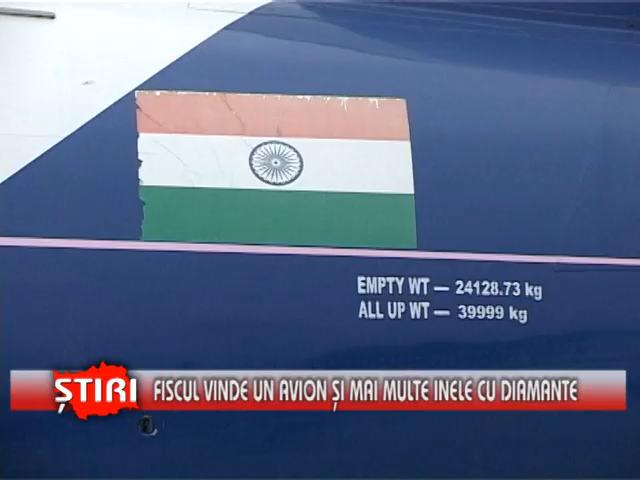 EMPTY WT — 24128.73 kg
ALL UP WT — 39999 kg
ȘTIRI
FISCUL VINDE UN AVION ȘI MAI MULTE INELE CU DIAMANTE